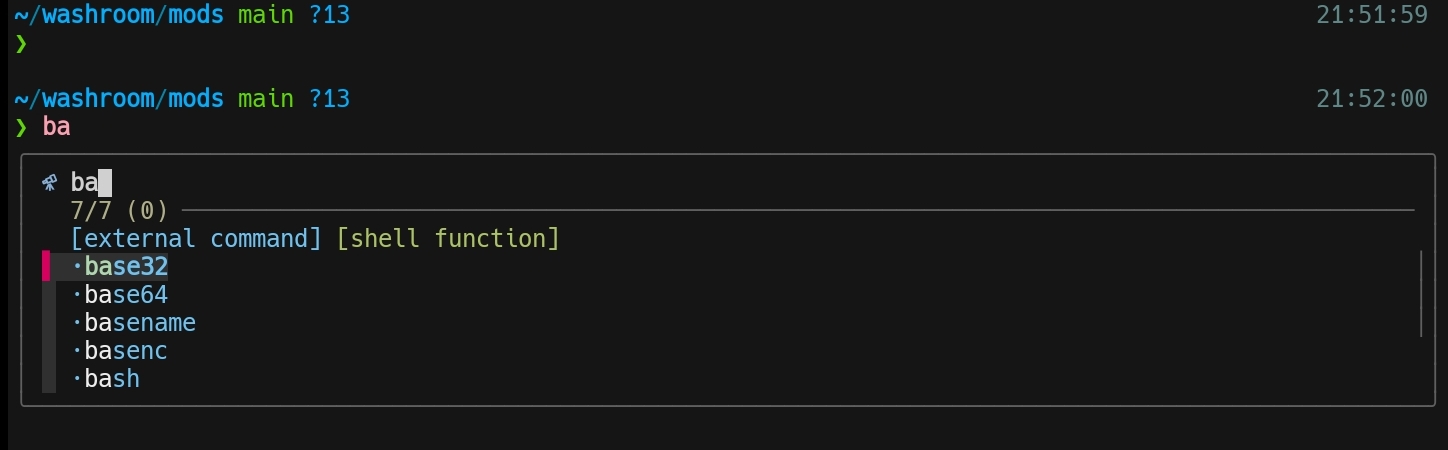 ~/washroom/mods main ?13 21:51:59
❯
~/washroom/mods main ?13 21:52:00
❯ ba
ba
7/7 (0)
[external command] [shell function]
·base32
·base64
·basename
·basenc
·bash